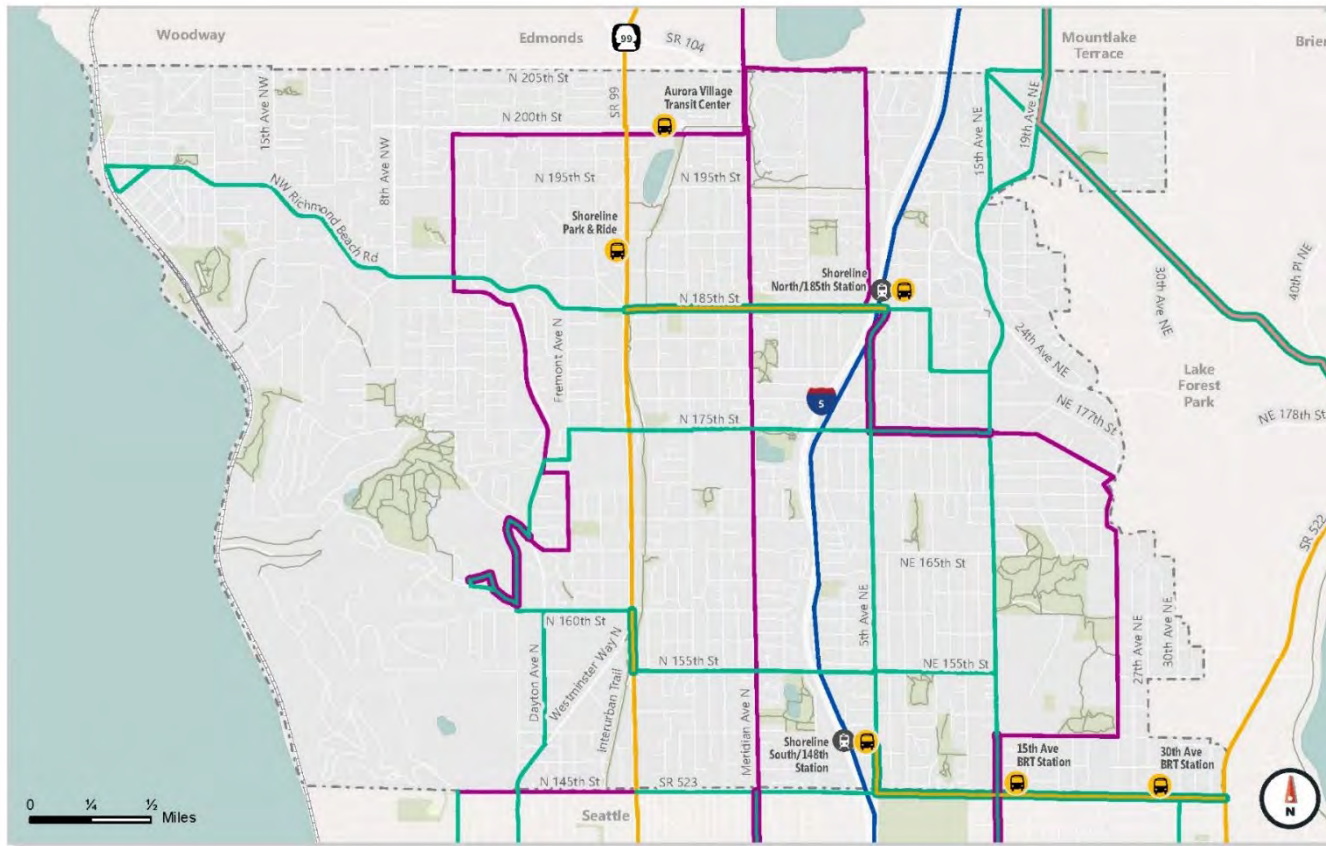 Woodway
Edmonds
99
SR 104
Mountlake
Terrace
Brier
N 205th St
Aurora Village
Transit Center
N 200th St
15th Ave NW
8th Ave NW
SR 99
15th Ave NE
19th Ave NE
N 195th St
N 195th St
NW Richmond Beach Rd
Shoreline
Park & Ride
Shoreline
North/185th Station
N 185th St
30th Ave NE
40th Pl NE
24th Ave NE
Fremont Ave N
5
Lake
Forest
Park
NE 177th St
NE 178th St
N 175th St
SR 522
NE 165th St
5th Ave NE
N 160th St
Westminster Way N
Dayton Ave N
Interurban Trail
N 155th St
NE 155th St
27th Ave NE
30th Ave NE
Meridian Ave N
Shoreline
South/148th
Station
15th Ave
BRT Station
30th Ave
BRT Station
N 145th St
SR 523
Seattle
0 ¼ ½
Miles
N